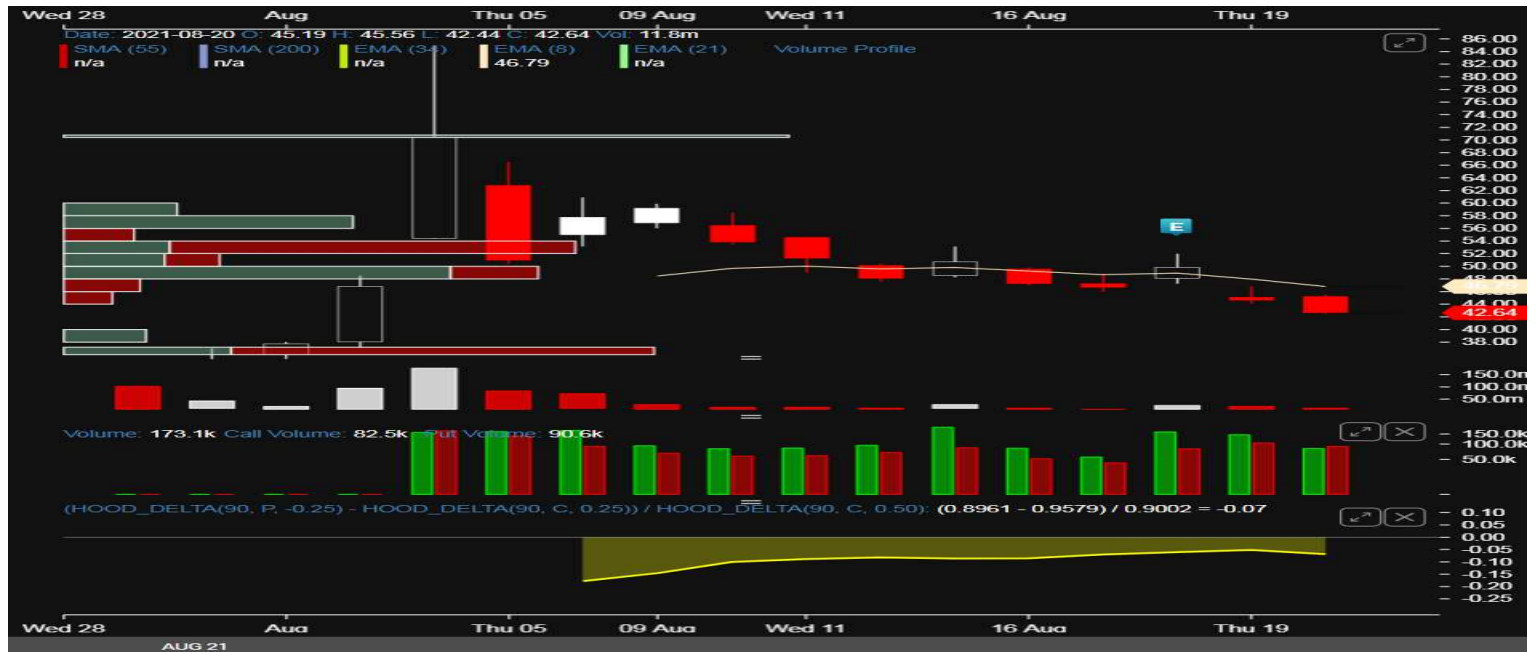 Wed 28 Aug Thu 05 09 Aug Wed 11 16 Aug Thu 19
Date: 2021-08-20 O: 45.19 H: 45.56 L: 42.44 C: 42.64 Vol: 11.8m
SMA (55) SMA (200) EMA (34) EMA (8) EMA (21) Volume Profile
n/a n/a n/a 46.79 n/a
86.00
84.00
82.00
80.00
78.00
76.00
74.00
72.00
70.00
68.00
66.00
64.00
62.00
60.00
58.00
E
56.00
54.00
52.00
50.00
48.00
46.79
44.00
42.64
40.00
38.00
150.0m
100.0m
50.0m
Volume: 173.1k Call Volume: 82.5k Put Volume: 90.6k
150.0k
100.0k
50.0k
(HOOD_DELTA(90, P, -0.25) - HOOD_DELTA(90, C, 0.25)) / HOOD_DELTA(90, C, 0.50): (0.8961 - 0.9579) / 0.9002 = -0.07
0.10
0.05
0.00
-0.05
-0.10
-0.15
-0.20
-0.25
Wed 28 Aug Thu 05 09 Aug Wed 11 16 Aug Thu 19
AUG 21